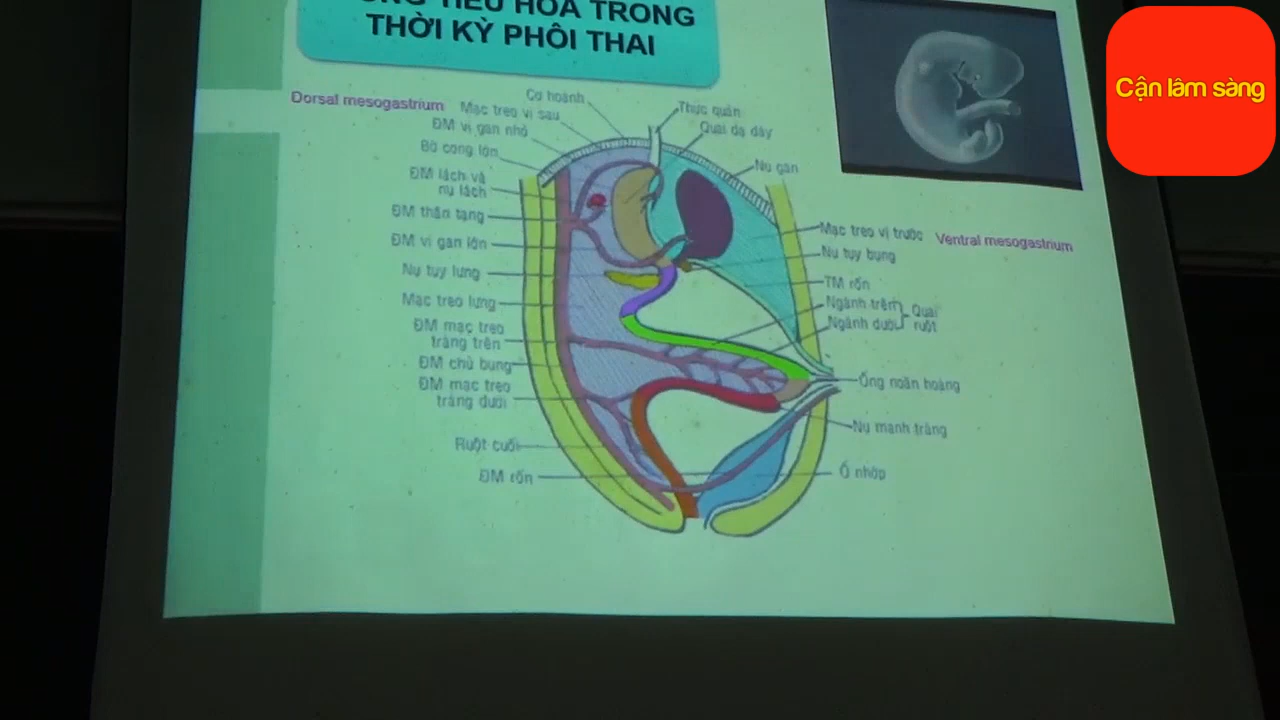 ỐNG TIÊU HÓA TRONG
THỜI KỲ PHÔI THAI
Cận lâm sàng
Dorsal mesogastrium
Cơ hoành
Mạc treo vị sau
ĐM vị gan nhỏ
Bờ cong lớn
ĐM lách và
nụ lách
ĐM thân tạng
ĐM vị gan lớn
Nụ tụy lưng
Mạc treo lưng
ĐM mạc treo
tràng trên
ĐM chủ bụng
ĐM mạc treo
tràng dưới
Ruột cuối
ĐM rốn
Thực quản
Quai dạ dày
Nụ gan
Mạc treo vị trước
Ventral mesogastrium
Nụ tụy bụng
TM rốn
Ngành trên
Ngành dưới
Quai
ruột
Ống noãn hoàng
Nụ manh tràng
Ổ nhớp